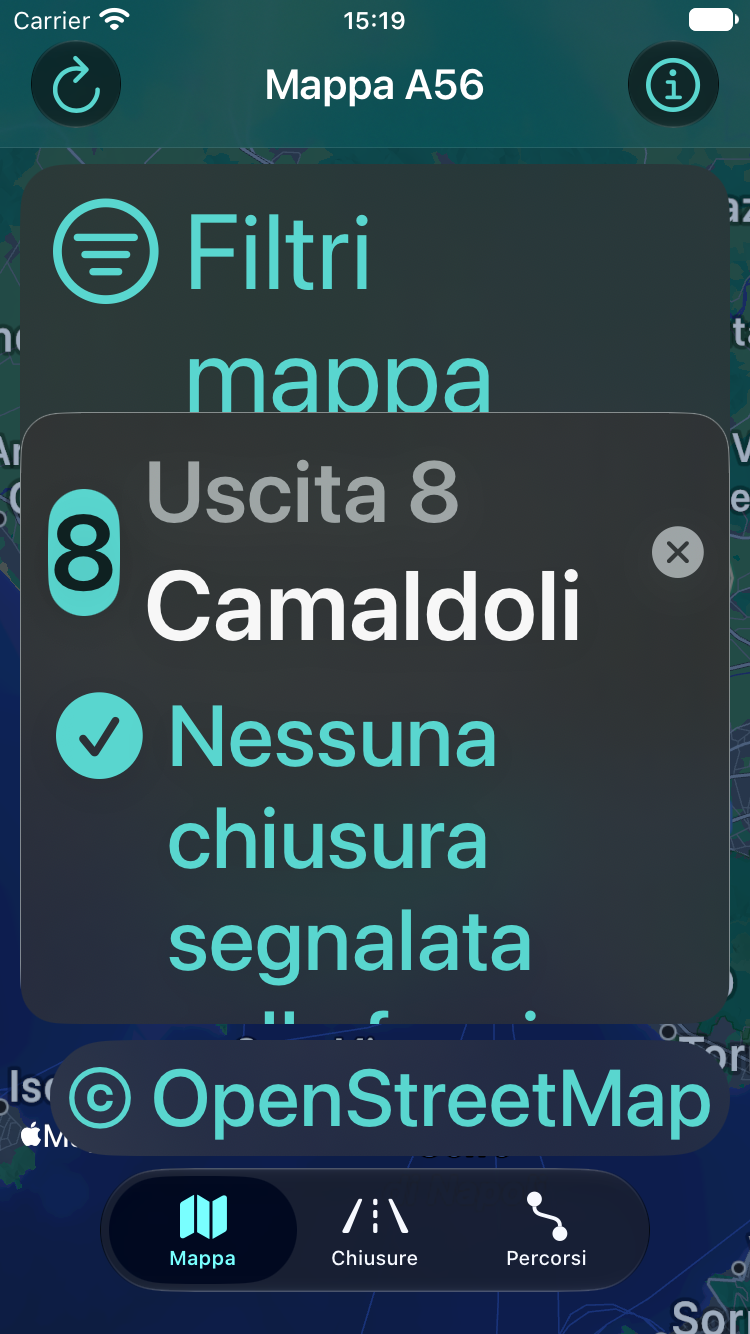 Carrier 15:19
Mappa A56
Filtri
mappa
Uscita 8
8
Camaldoli
Nessuna
chiusura
segnalata
© OpenStreetMap
Mappa Chiusure Percorsi